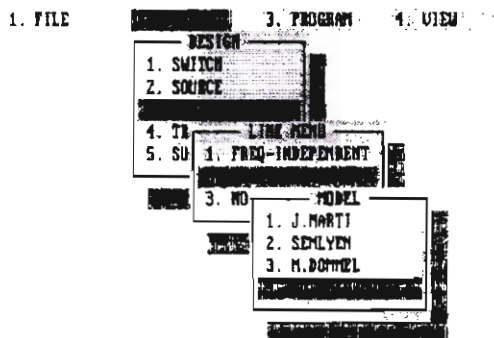 1. FILE 3. PROGRAM 4. VIEW
DESIGN
1. SWITCH
2. SOURCE
4. TR
5. SU
LINE MENU
1. FREQ-INDEPENDENT
3. NO
MODEL
1. J.MARTI
2. SEMLYEN
3. H.DOMMEL